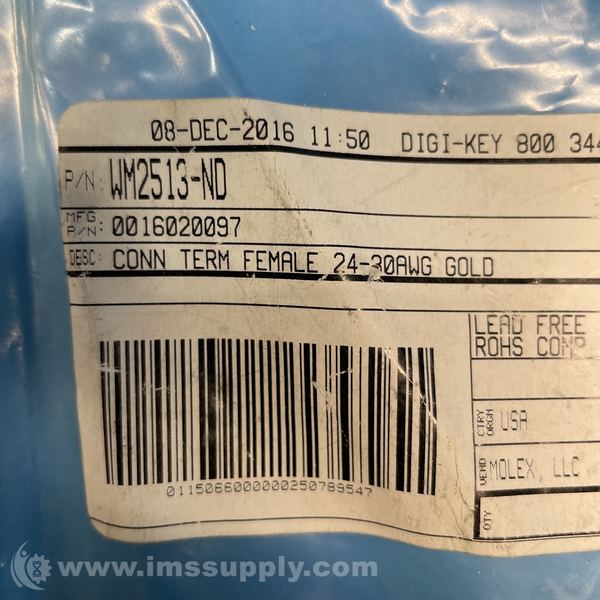 08-DEC-2016 11:50 DIGI-KEY 800 344
P/N: WM2513-ND
MFG P/N: 0016020097
DESC: CONN TERM FEMALE 24-30AWG GOLD
LEAD FREE
ROHS COMP
CTRY ORGN USA
VEND MOLEX, LLC
QTY
0115066000000250789547
www.imssupply.com